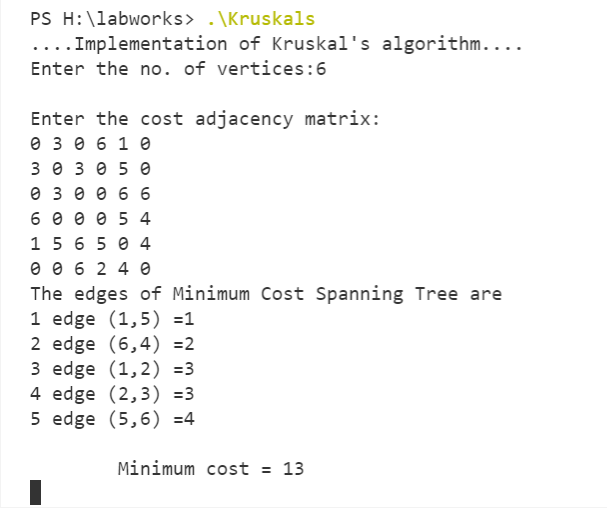 PS H:\labworks> .\Kruskals
....Implementation of Kruskal's algorithm....
Enter the no. of vertices:6
Enter the cost adjacency matrix:
0 3 0 6 1 0
3 0 3 0 5 0
0 3 0 0 6 6
6 0 0 0 5 4
1 5 6 5 0 4
0 0 6 2 4 0
The edges of Minimum Cost Spanning Tree are
1 edge (1,5) =1
2 edge (6,4) =2
3 edge (1,2) =3
4 edge (2,3) =3
5 edge (5,6) =4
Minimum cost = 13